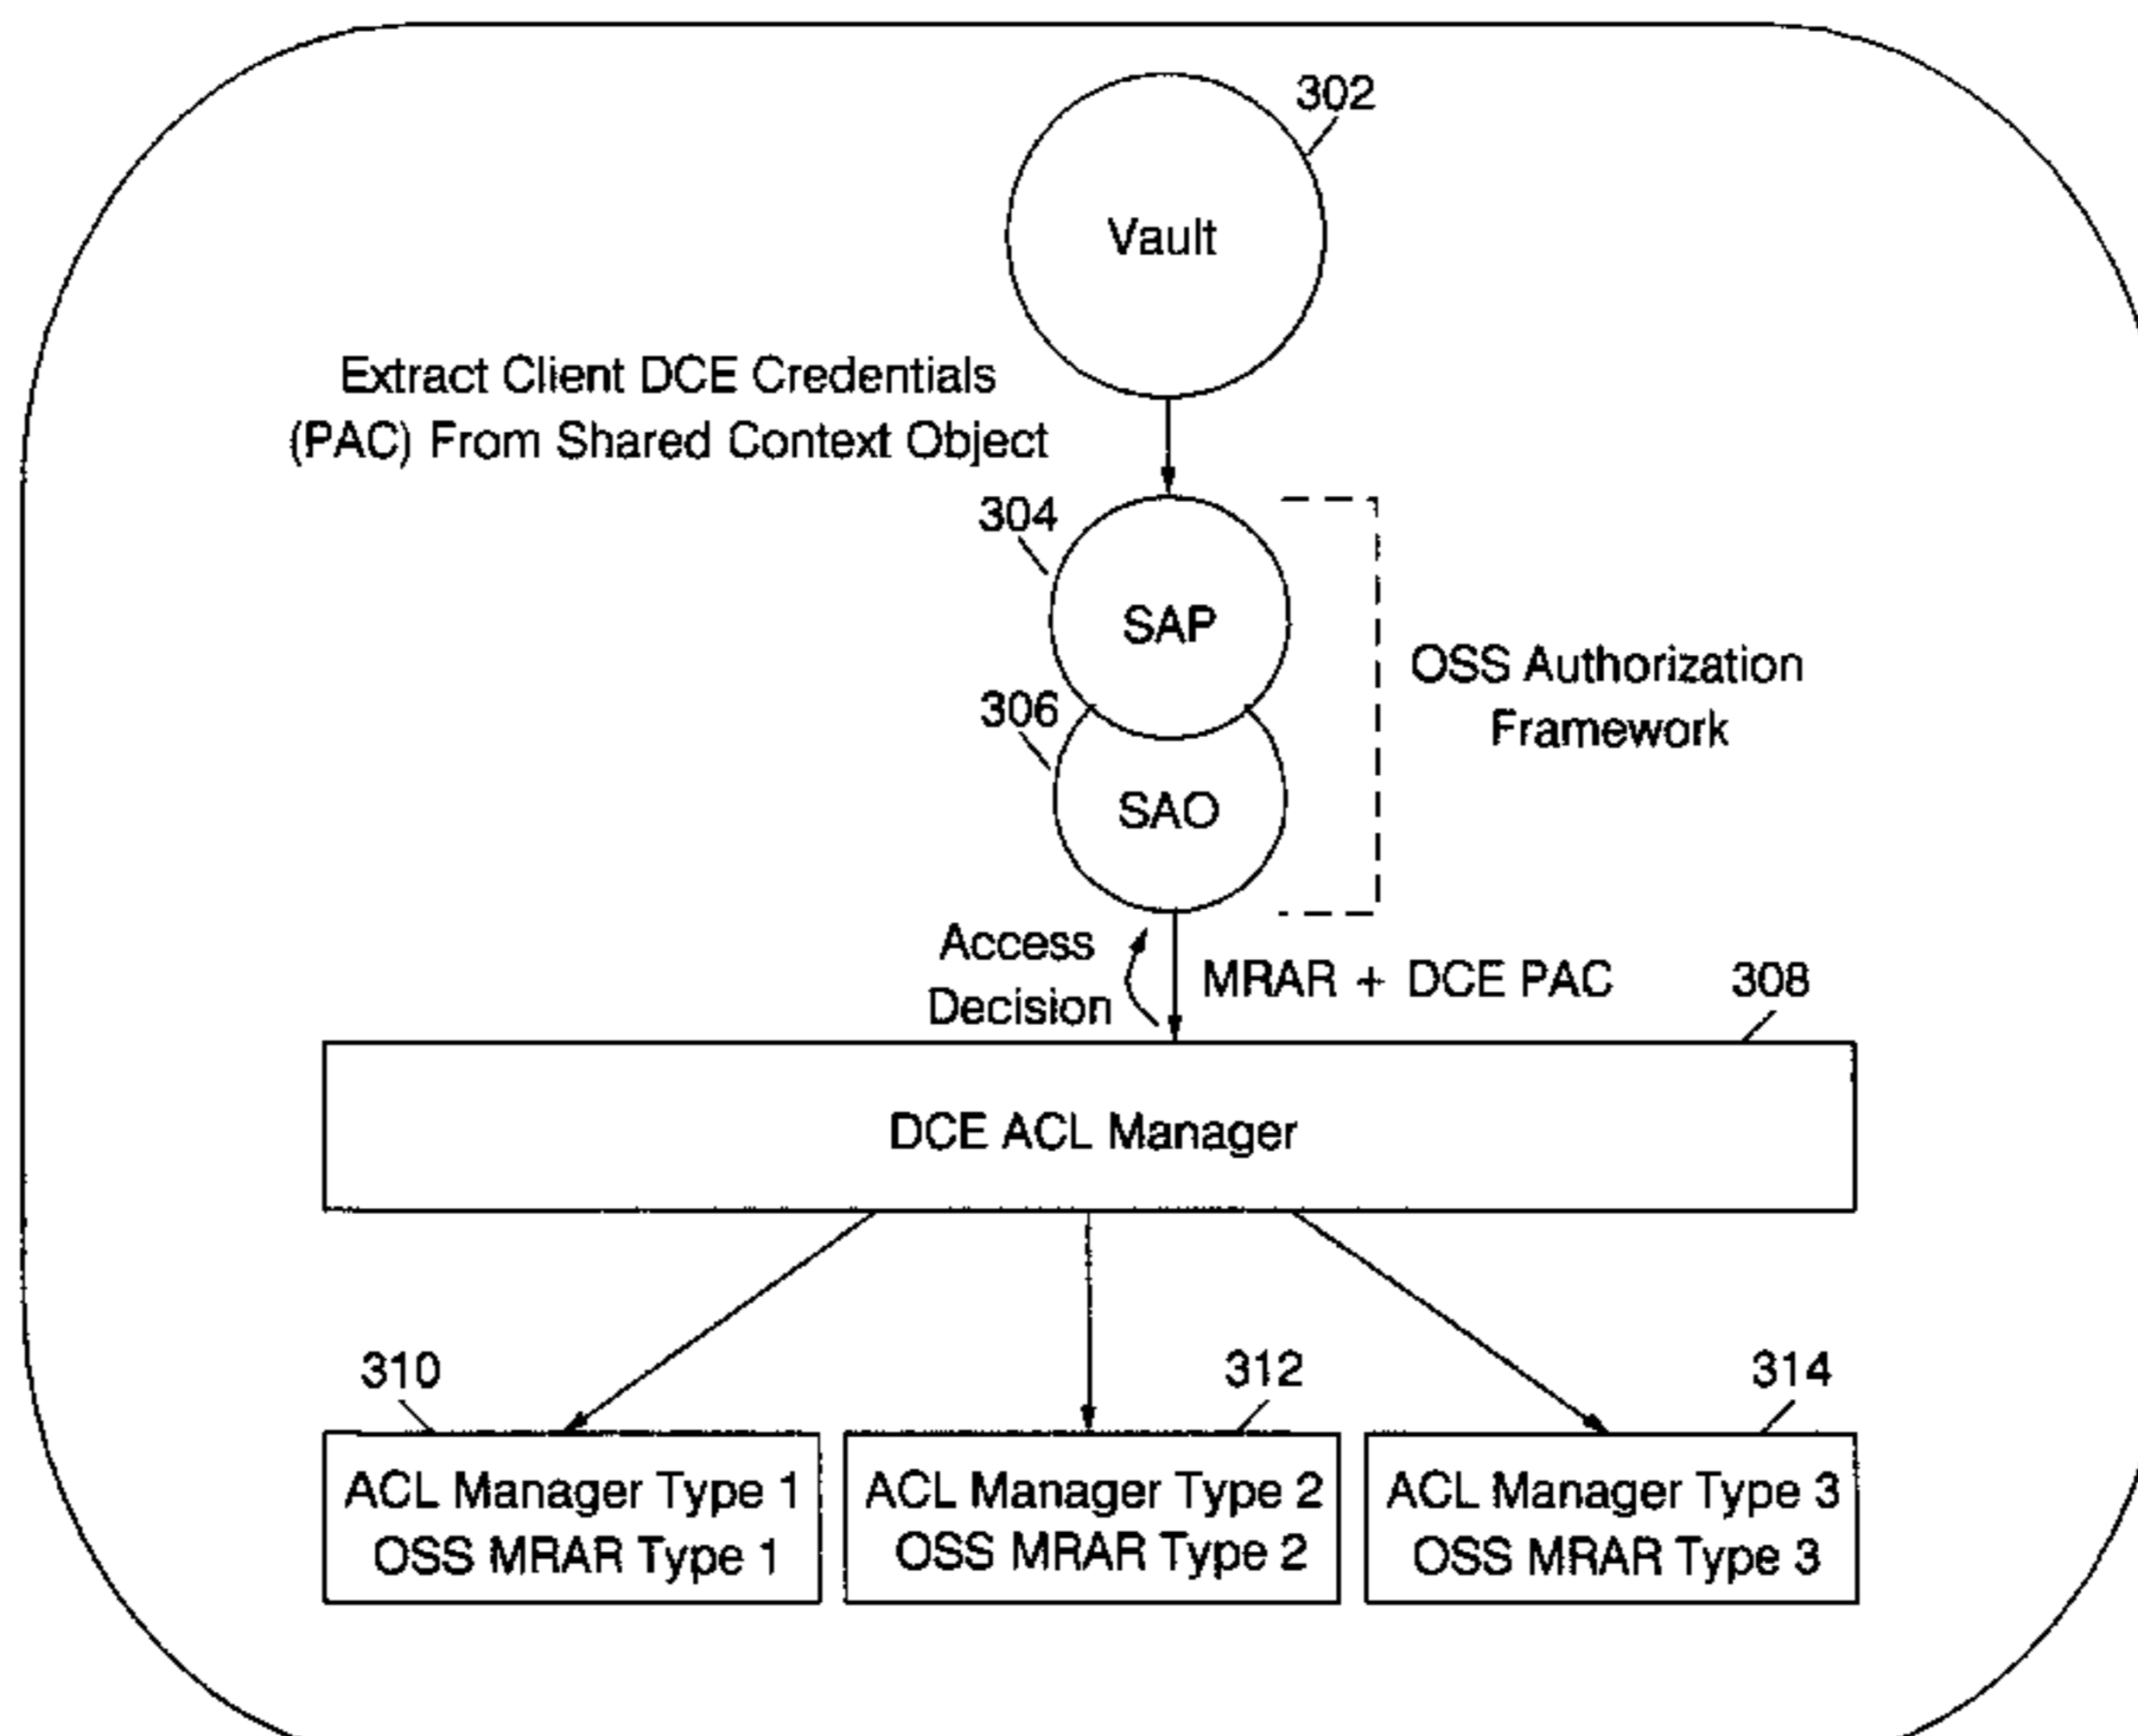 302
Vault
Extract Client DCE Credentials
(PAC) From Shared Context Object
304
SAP
OSS Authorization
Framework
306
SAO
Access
Decision
MRAR + DCE PAC
308
DCE ACL Manager
310
312
314
ACL Manager Type 1
OSS MRAR Type 1
ACL Manager Type 2
OSS MRAR Type 2
ACL Manager Type 3
OSS MRAR Type 3